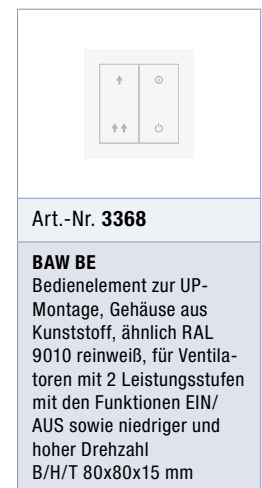 Art.-Nr. 3368
BAW BE
Bedienelement zur UP-
Montage, Gehäuse aus
Kunststoff, ähnlich RAL
9010 reinweiß, für Ventila-
toren mit 2 Leistungsstufen
mit den Funktionen EIN/
AUS sowie niedriger und
hoher Drehzahl
B/H/T 80x80x15 mm